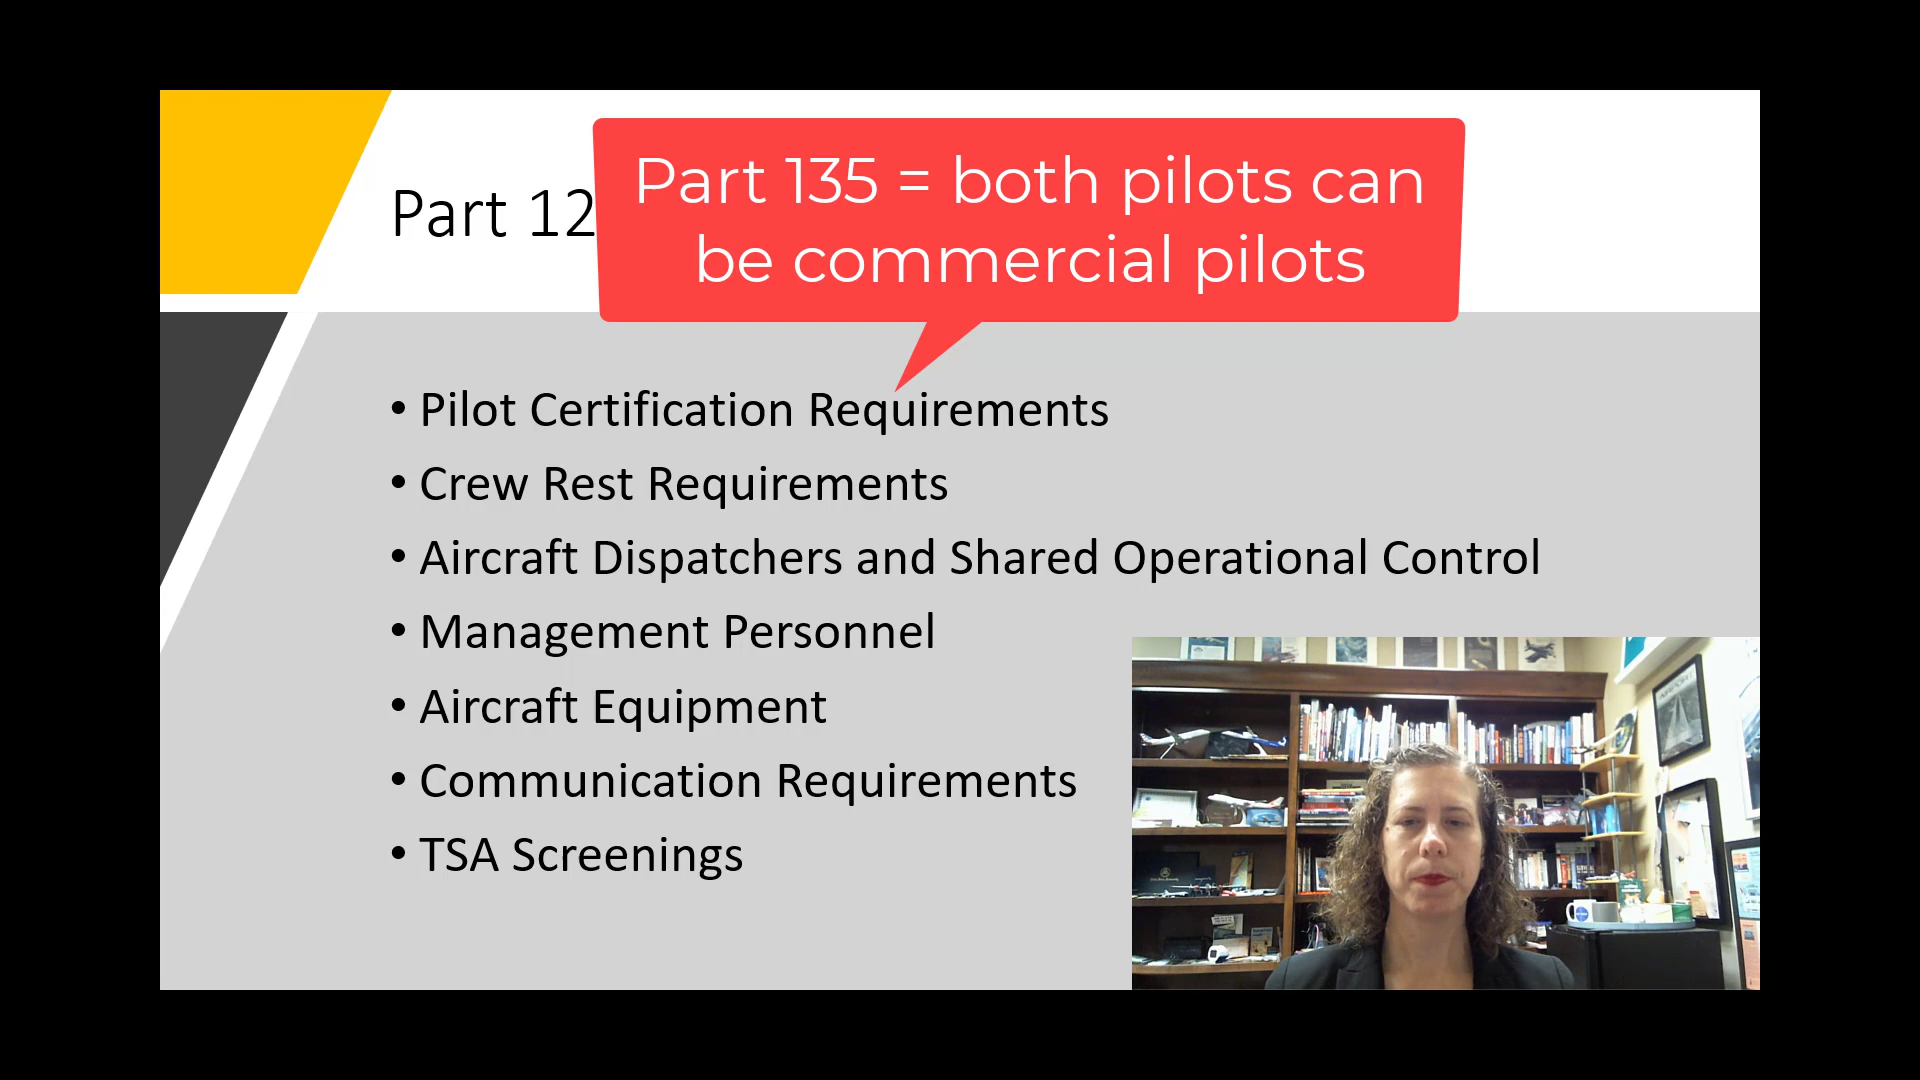 Part 135 = both pilots can
be commercial pilots
Part 12
• Pilot Certification Requirements
• Crew Rest Requirements
• Aircraft Dispatchers and Shared Operational Control
• Management Personnel
• Aircraft Equipment
• Communication Requirements
• TSA Screenings